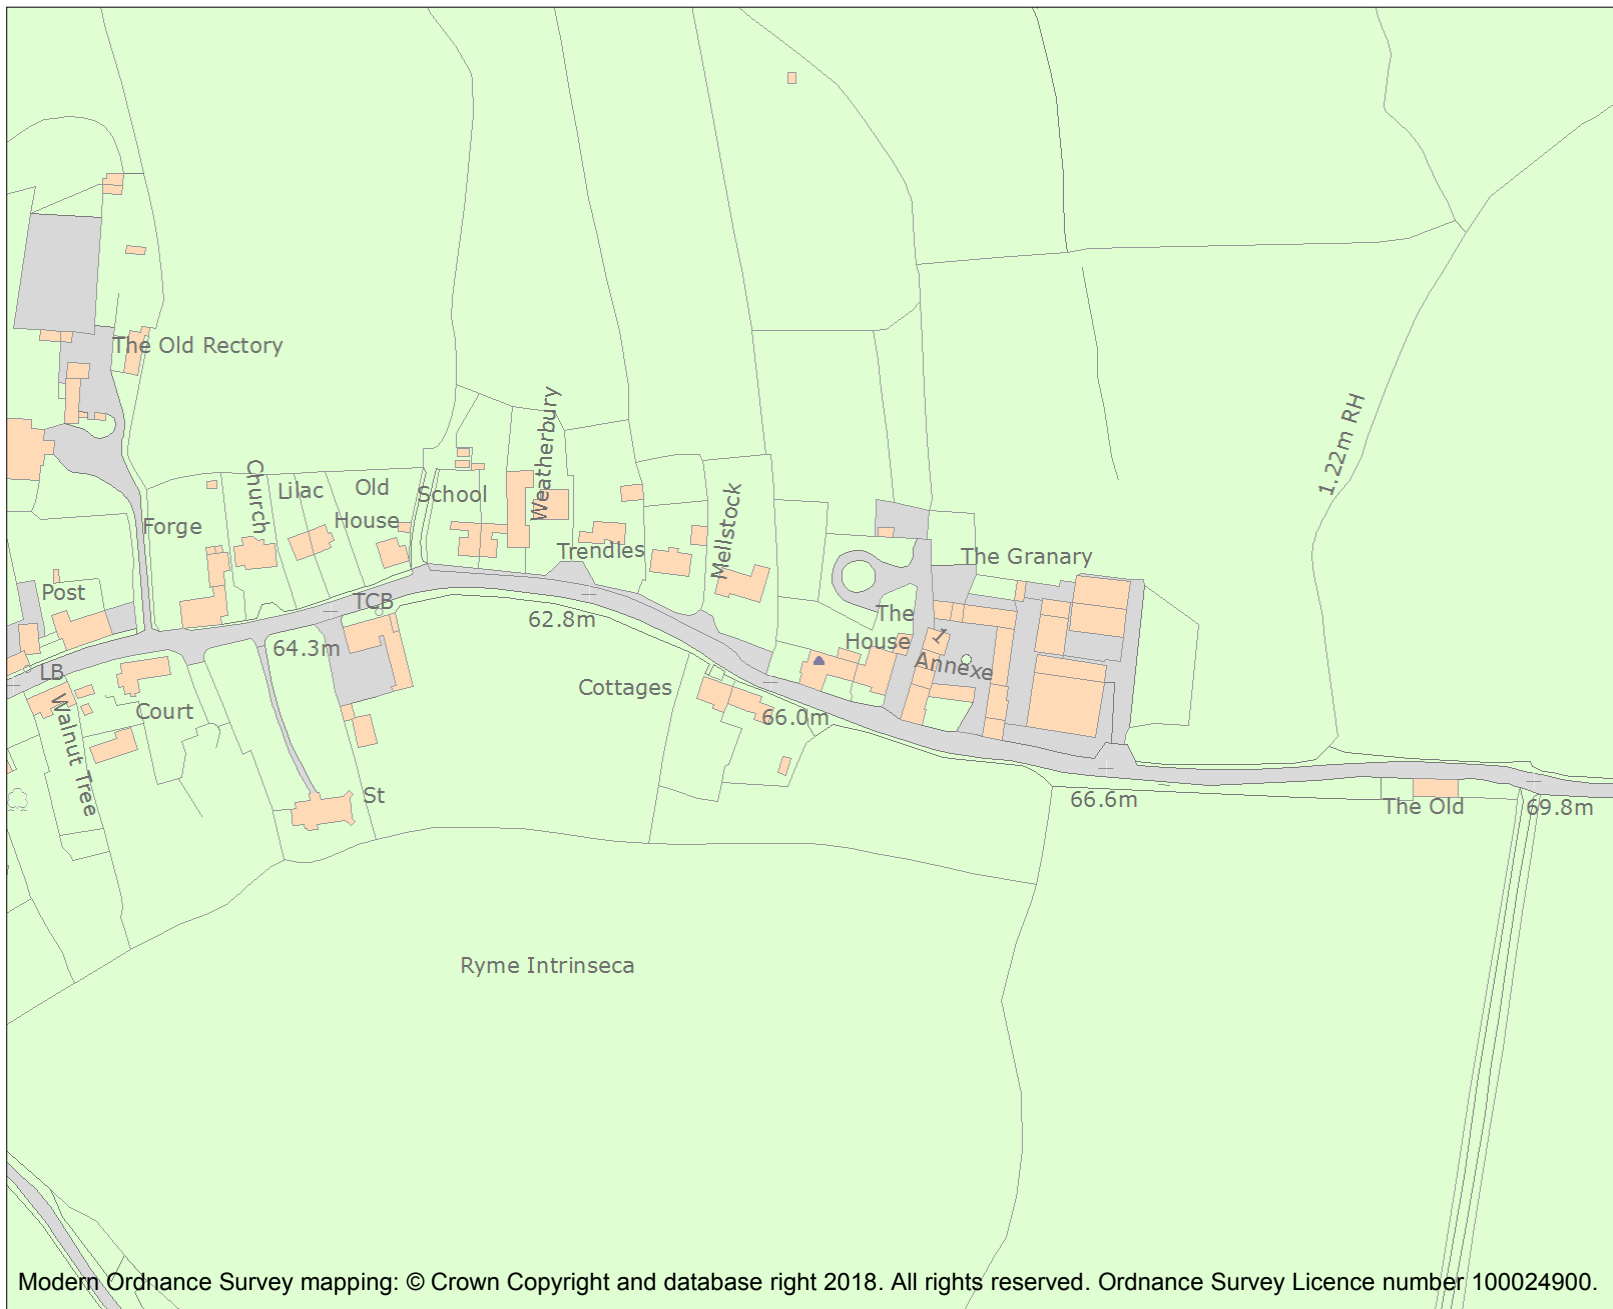 The Old Rectory
Weatherbury
1.22m RH
Church
Lilac
Old
House
School
Forge
Mellstock
Trendles
The Granary
Post
TCB
62.8m
The
House
1
Annexe
64.3m
LB
Walnut Tree
Court
Cottages
66.0m
St
66.6m
The Old
69.8m
Ryme Intrinseca
Modern Ordnance Survey mapping: © Crown Copyright and database right 2018. All rights reserved. Ordnance Survey Licence number 100024900.